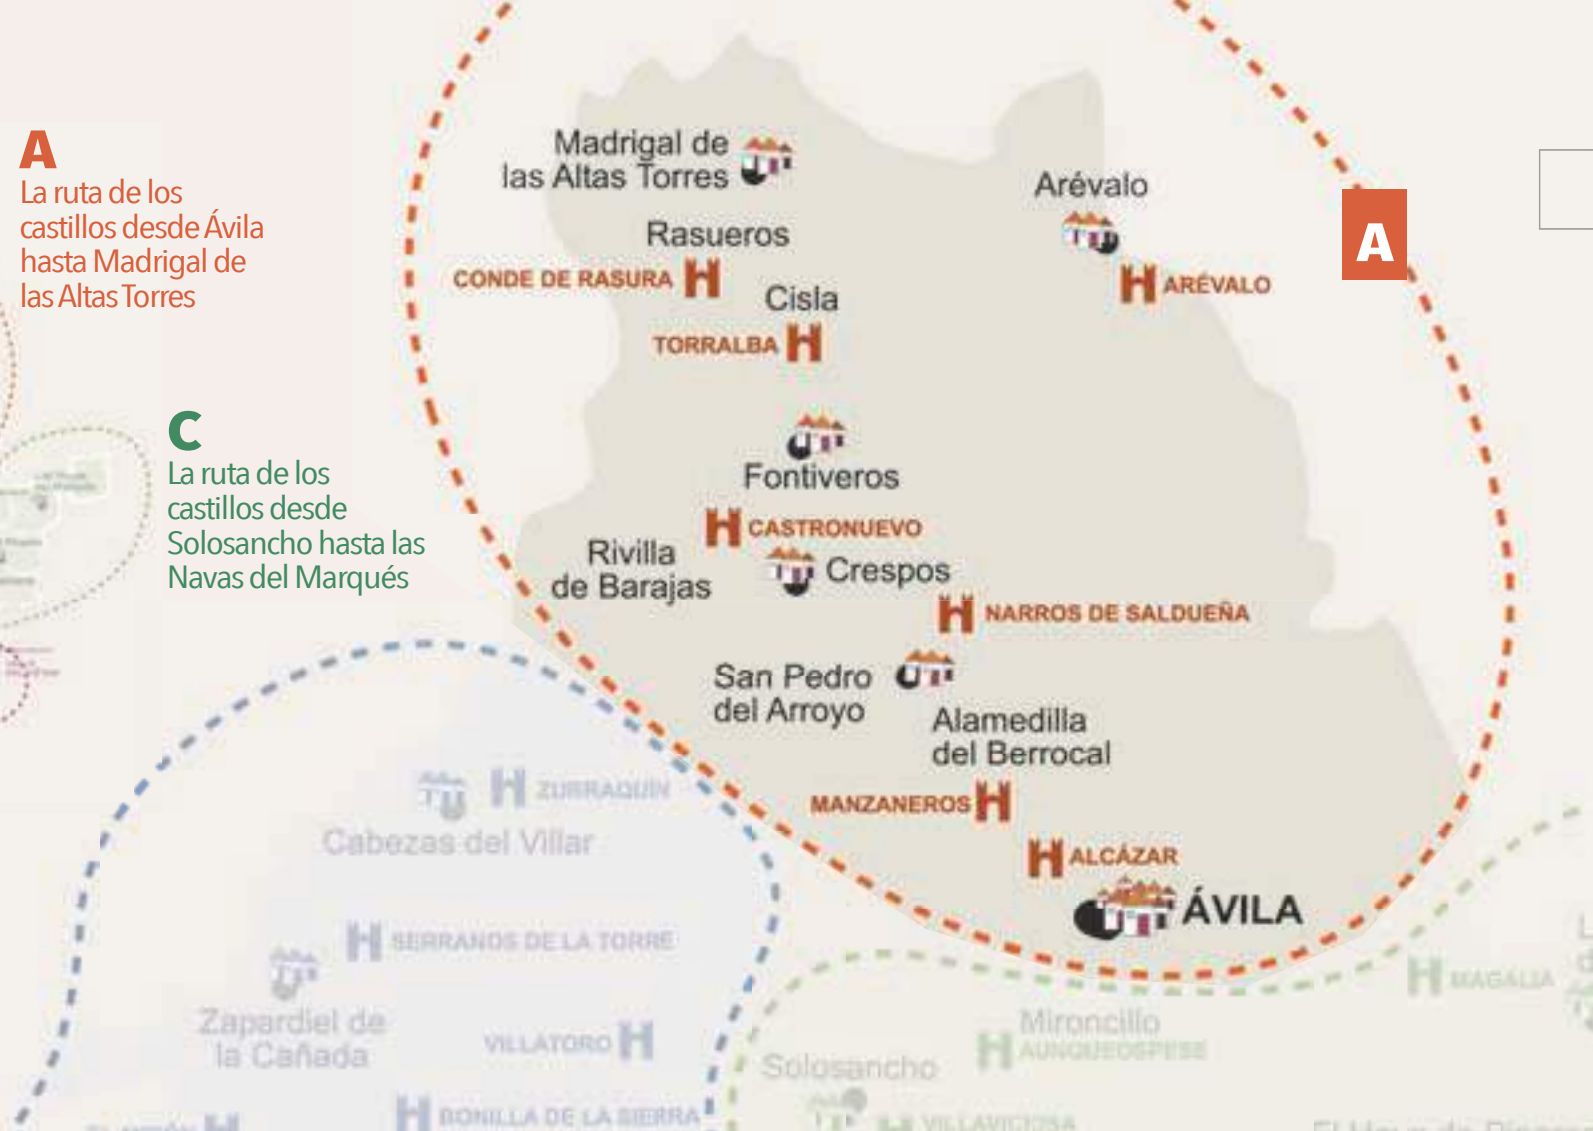 A
La ruta de los
castillos desde Ávila
hasta Madrigal de
las Altas Torres
C
La ruta de los
castillos desde
Solosancho hasta las
Navas del Marqués
Madrigal de
las Altas Torres
Arévalo
A
Rasueros
CONDE DE RASURA
ARÉVALO
Cisla
TORRALBA
Fontiveros
CASTRONUEVO
Rivilla
de Barajas
Crespos
NARROS DE SALDUEÑA
San Pedro
del Arroyo
Alamedilla
del Berrocal
MANZANEROS
ALCÁZAR
ÁVILA
ZURRAQUÍN
Cabezas del Villar
SERRANOS DE LA TORRE
Zapardiel de
la Cañada
VILLATORO
BONILLA DE LA SIERRA
MAGALIA
Mironcillo
AUNQUEOSPESE
Solosancho
VILLAVICIOSA